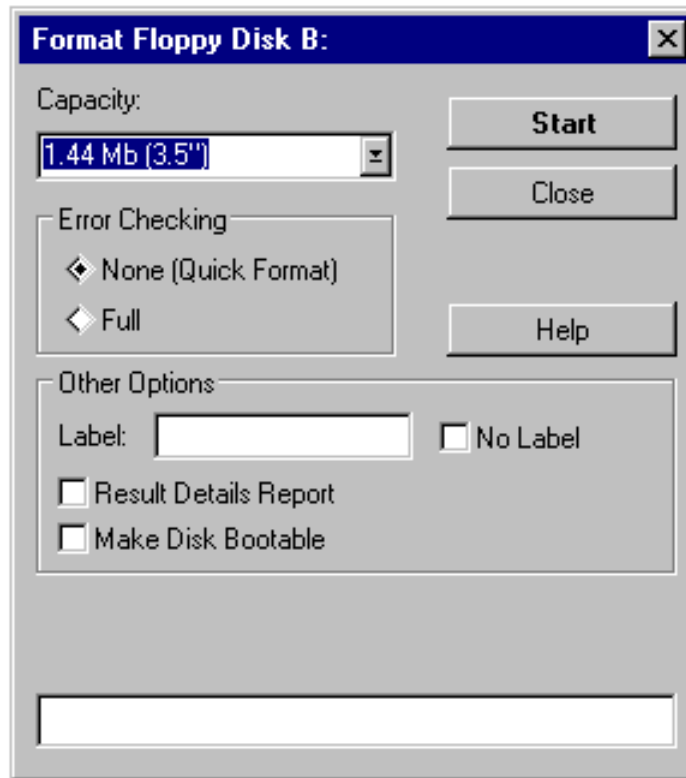 Format Floppy Disk B:
Capacity:
1.44 Mb (3.5")
Start
Close
Error Checking
None (Quick Format)
Full
Help
Other Options
Label:
No Label
Result Details Report
Make Disk Bootable